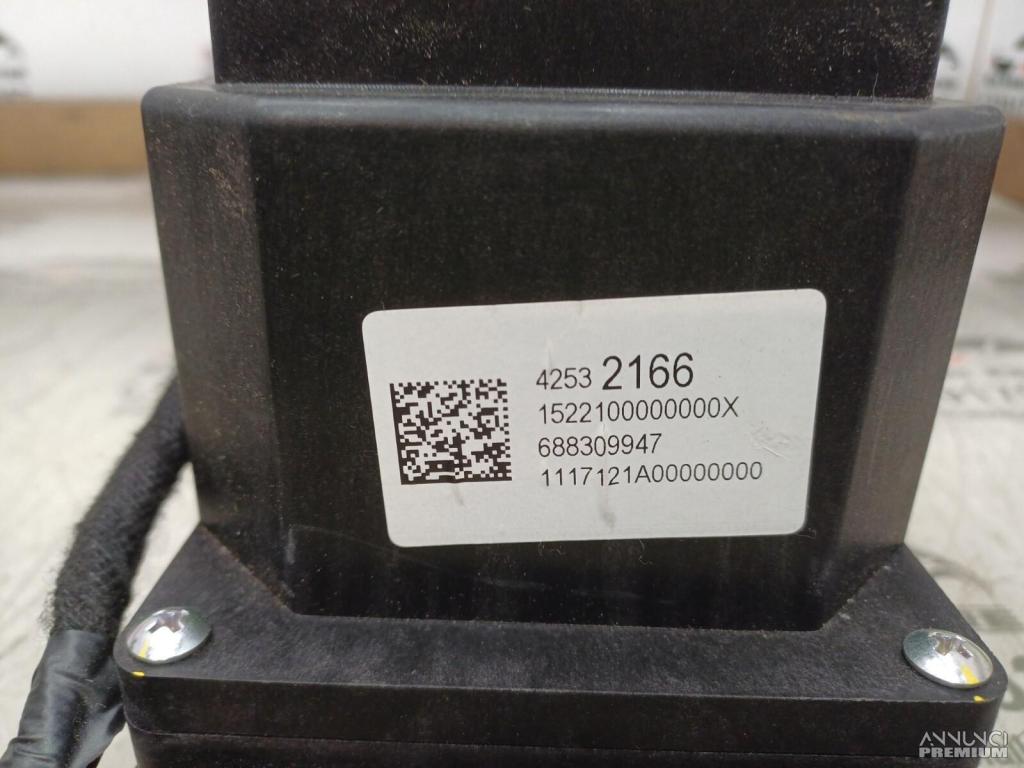 4253 2166
1522100000000X
688309947
1117121A00000000
ANNUNCI
PREMIUM